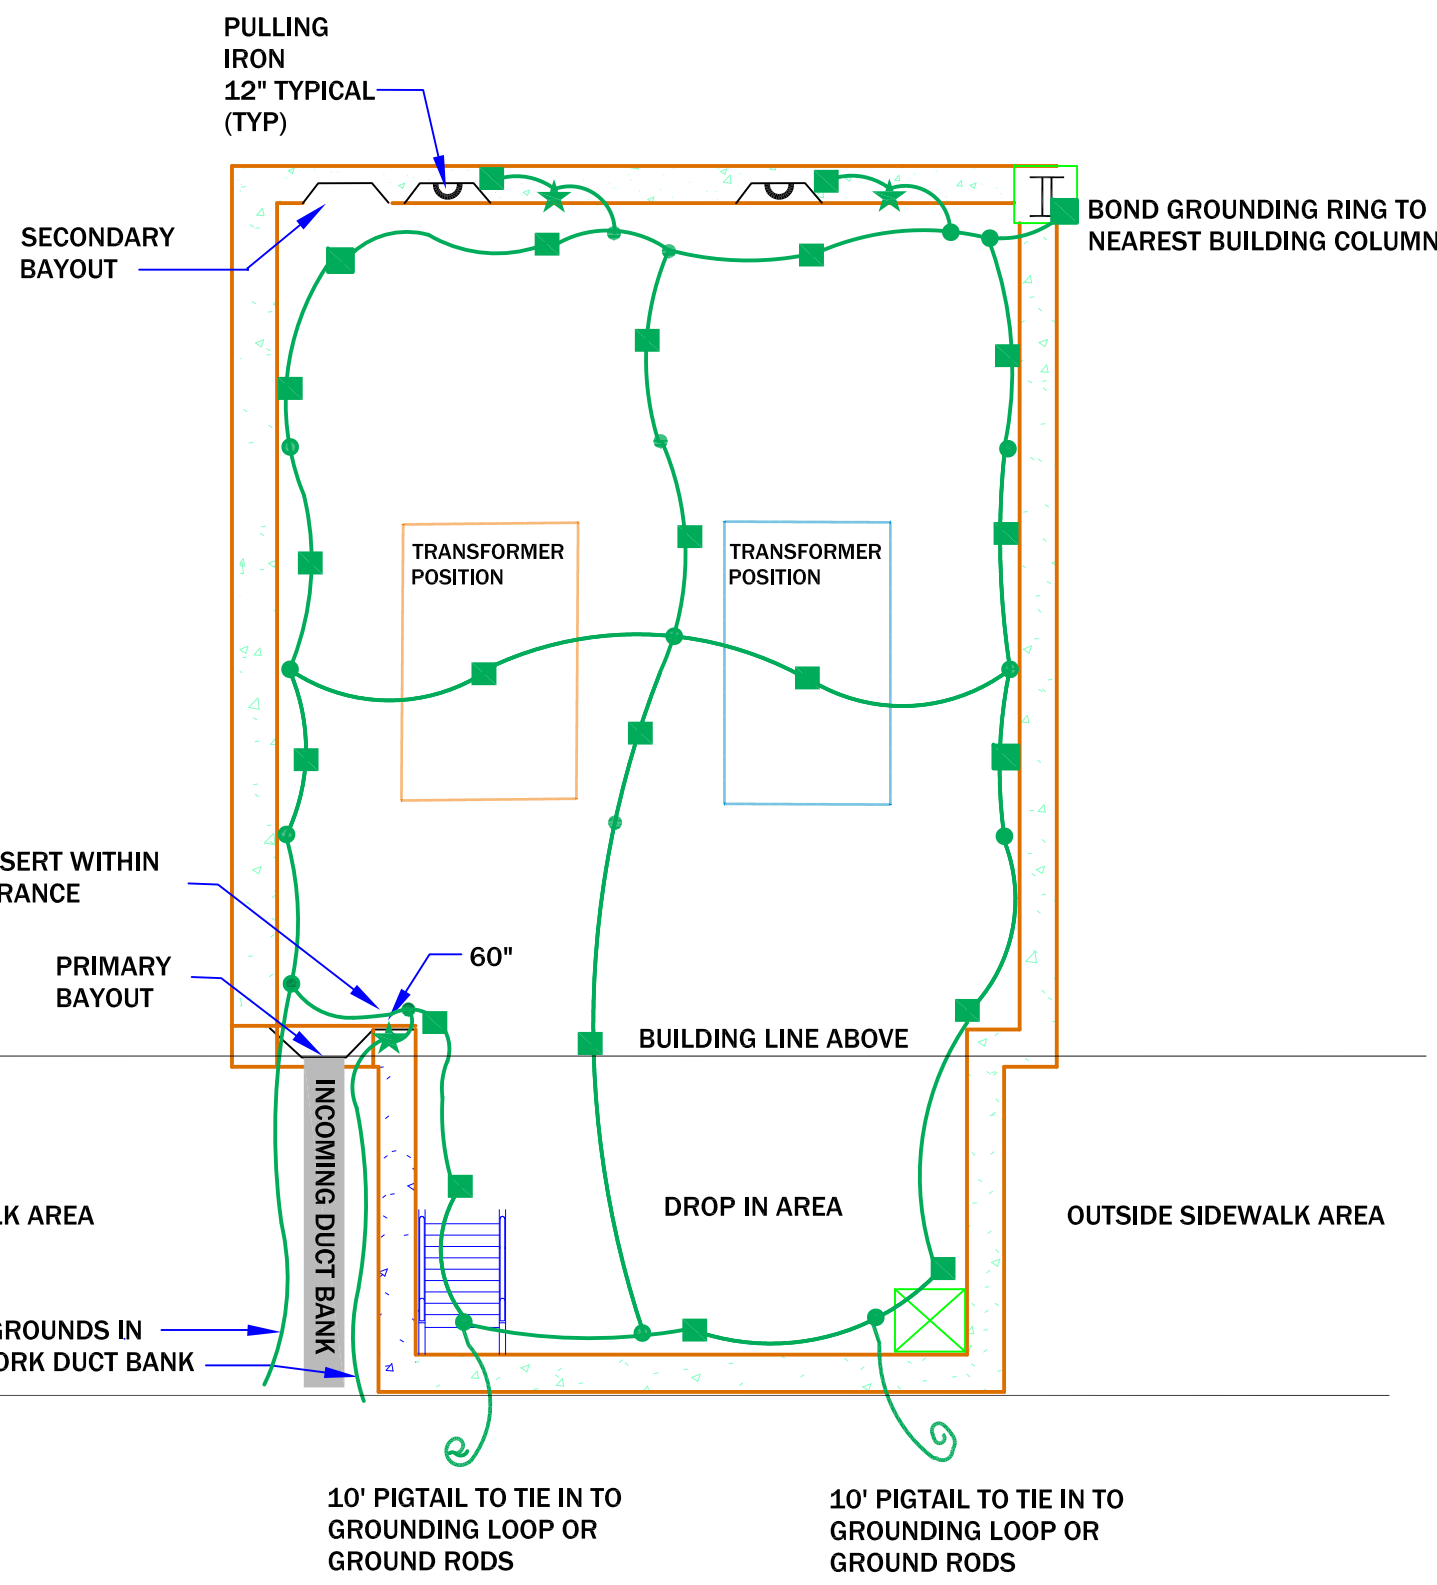 PULLING
IRON
12" TYPICAL
(TYP)
SECONDARY
BAYOUT
BOND GROUNDING RING TO
NEAREST BUILDING COLUMN
TRANSFORMER
POSITION
TRANSFORMER
POSITION
SERT WITHIN
RANCE
PRIMARY
BAYOUT
60"
BUILDING LINE ABOVE
INCOMING DUCT BANK
DROP IN AREA
LK AREA
OUTSIDE SIDEWALK AREA
GROUNDS IN
ORK DUCT BANK
10' PIGTAIL TO TIE IN TO
GROUNDING LOOP OR
GROUND RODS
10' PIGTAIL TO TIE IN TO
GROUNDING LOOP OR
GROUND RODS